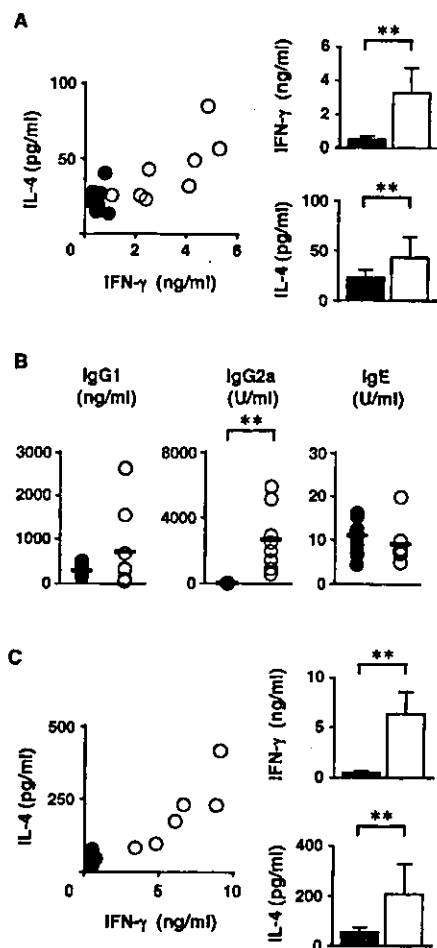 A
100
50
0
IL-4 (pg/ml)
0 2 4 6
IFN-γ (ng/ml)
**
6
4
2
0
IFN-γ (ng/ml)
**
100
50
0
IL-4 (pg/ml)
B
IgG1
(ng/ml)
3000
2000
1000
0
IgG2a
(U/ml)
**
8000
4000
0
IgE
(U/ml)
30
20
10
0
C
500
250
IL-4 (pg/ml)
0 5 10
IFN-γ (ng/ml)
**
10
5
0
IFN-γ (ng/ml)
**
400
200
0
IL-4 (pg/ml)